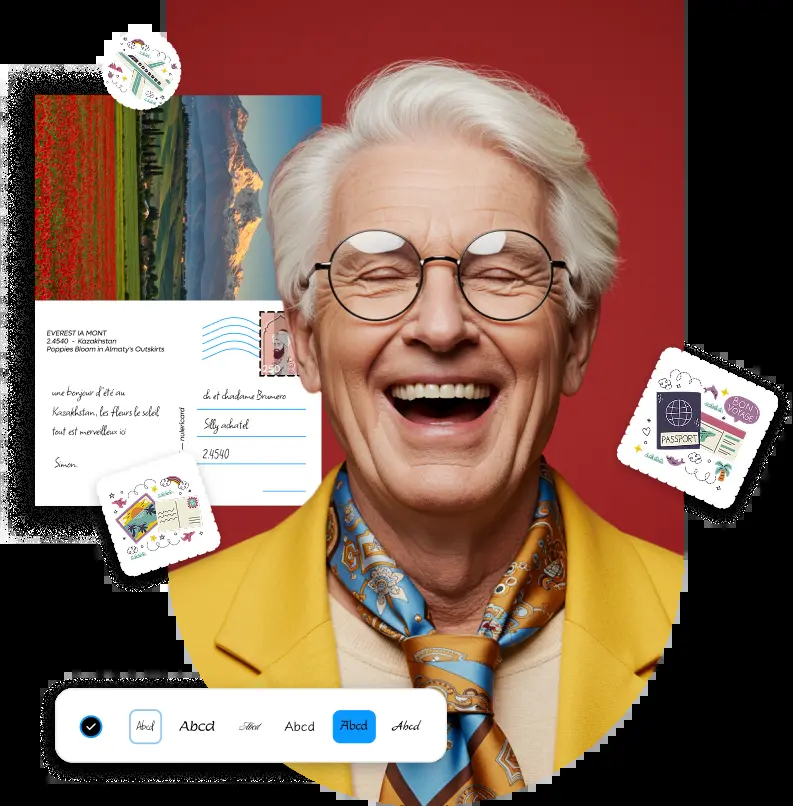 EVEREST IA MONT
2.4540 - Kazakhstan
Poppies Bloom in Almaty's Outskirts
250
une bonjour d'été au
Kazakhstan, les fleurs le soleil
tout est merveilleux ici
Simon.
ch et chadame Brumero
Silly achatel
2.4540
BON
VOYAGE
PASSPORT
Abcd
Abcd
Abcd
Abcd
Abcd
Abcd